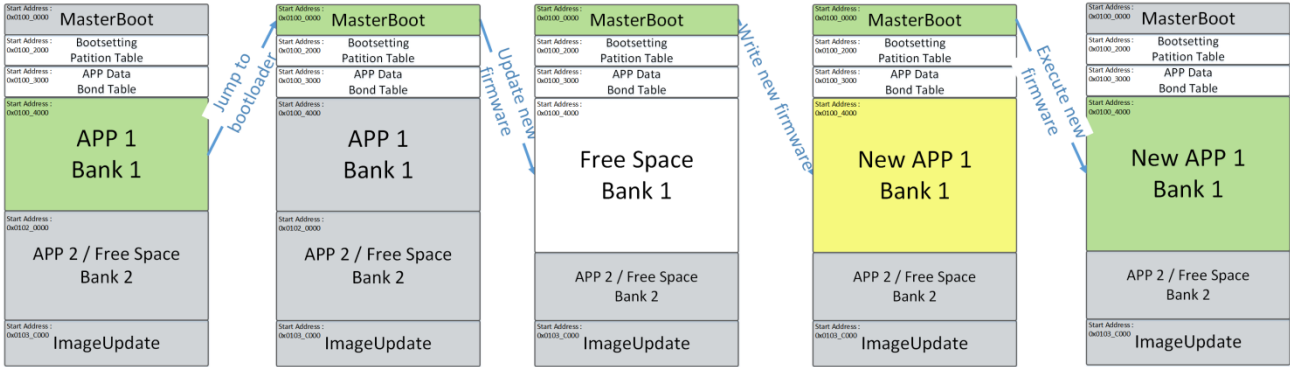 Start Address :
0x0100_0000
MasterBoot
Start Address :
0x0100_2000
Bootsetting
Patition Table
Start Address :
0x0100_3000
APP Data
Bond Table
Start Address :
0x0100_4000
APP 1
Bank 1
Start Address :
0x0102_0000
APP 2 / Free Space
Bank 2
Start Address :
0x0103_C000
ImageUpdate
Jump to
bootloader
Start Address :
0x0100_0000
MasterBoot
Start Address :
0x0100_2000
Bootsetting
Patition Table
Start Address :
0x0100_3000
APP Data
Bond Table
Start Address :
0x0100_4000
APP 1
Bank 1
Start Address :
0x0102_0000
APP 2 / Free Space
Bank 2
Start Address :
0x0103_C000
ImageUpdate
Update new
firmware
Start Address :
0x0100_0000
MasterBoot
Start Address :
0x0100_2000
Bootsetting
Patition Table
Start Address :
0x0100_3000
APP Data
Bond Table
Start Address :
0x0100_4000
Free Space
Bank 1
APP 2 / Free Space
Bank 2
Start Address :
0x0103_C000
ImageUpdate
Write new firmware
Start Address :
0x0100_0000
MasterBoot
Start Address :
0x0100_2000
Bootsetting
Patition Table
Start Address :
0x0100_3000
APP Data
Bond Table
Start Address :
0x0100_4000
New APP 1
Bank 1
APP 2 / Free Space
Bank 2
Start Address :
0x0103_C000
ImageUpdate
Execute new
firmware
Start Address :
0x0100_0000
MasterBoot
Start Address :
0x0100_2000
Bootsetting
Patition Table
Start Address :
0x0100_3000
APP Data
Bond Table
Start Address :
0x0100_4000
New APP 1
Bank 1
APP 2 / Free Space
Bank 2
Start Address :
0x0103_C000
ImageUpdate